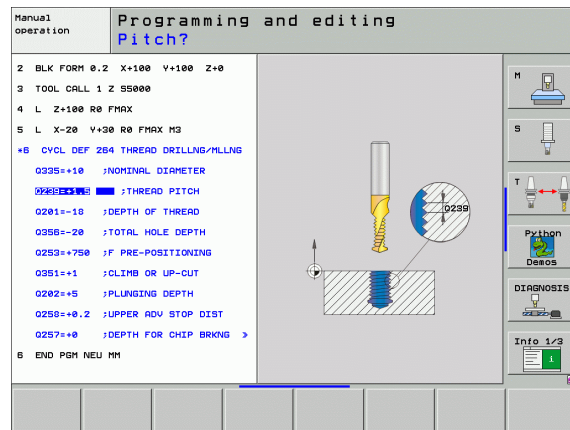 Manual
operation
Programming and editing
Pitch?
2 BLK FORM 0.2 X+100 Y+100 Z+0
3 TOOL CALL 1 Z S5000
4 L Z+100 R0 FMAX
5 L X-20 Y+30 R0 FMAX M3
*6 CYCL DEF 264 THREAD DRILLNG/MLLNG
Q335=+10 ;NOMINAL DIAMETER
Q239=+1.5 ;THREAD PITCH
Q201=-18 ;DEPTH OF THREAD
Q356=-20 ;TOTAL HOLE DEPTH
Q253=+750 ;F PRE-POSITIONING
Q351=+1 ;CLIMB OR UP-CUT
Q202=+5 ;PLUNGING DEPTH
Q258=+0.2 ;UPPER ADV STOP DIST
Q257=+0 ;DEPTH FOR CHIP BRKNG »
6 END PGM NEU MM
Q239
M
S
T
Python
Demos
DIAGNOSIS
Info 1/3
i